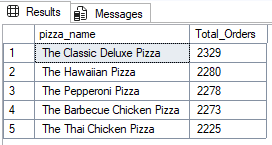 Results Messages
pizza_name Total_Orders
1 The Classic Deluxe Pizza 2329
2 The Hawaiian Pizza 2280
3 The Pepperoni Pizza 2278
4 The Barbecue Chicken Pizza 2273
5 The Thai Chicken Pizza 2225